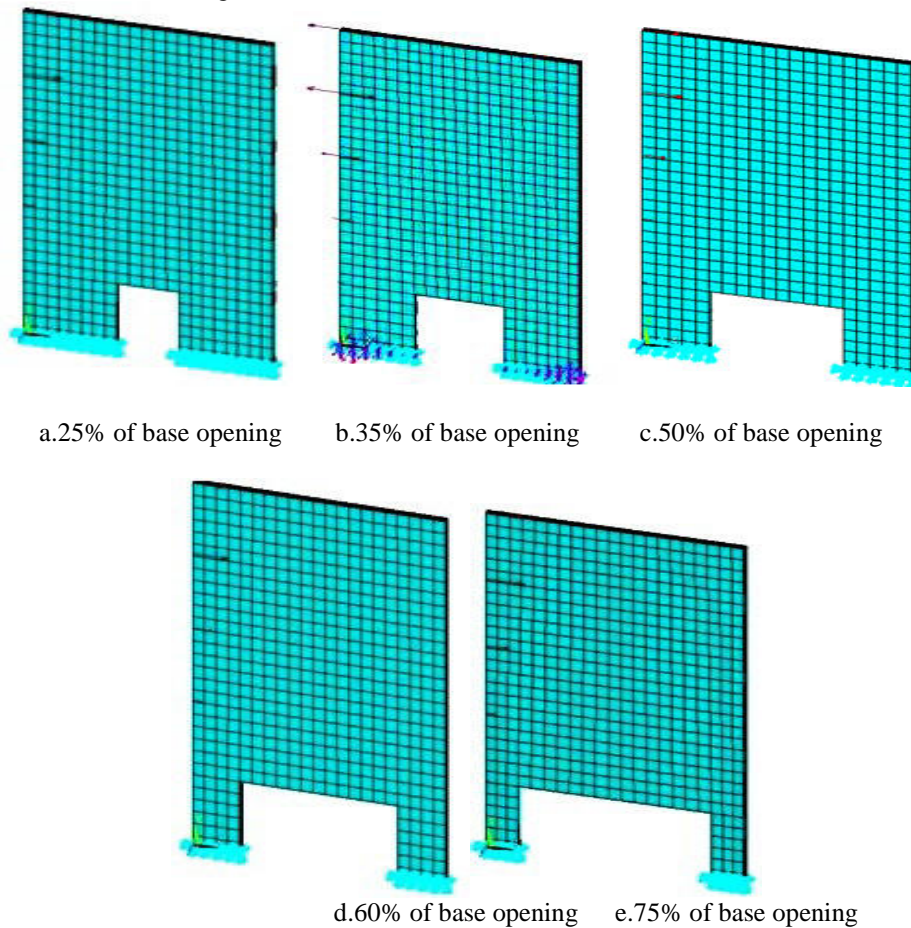 a.25% of base opening b.35% of base opening c.50% of base opening
d.60% of base opening e.75% of base opening